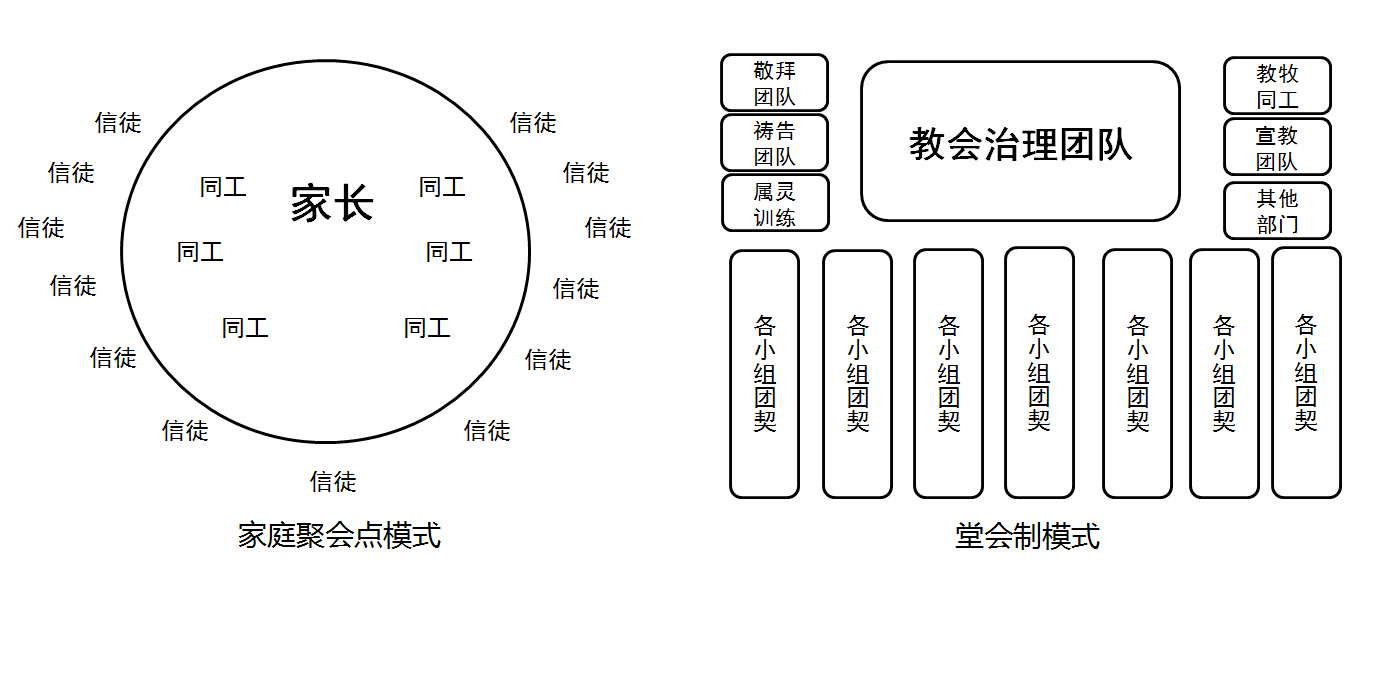 信徒
信徒
信徒
信徒
同工
家长
同工
信徒
信徒
同工
同工
信徒
信徒
同工
同工
信徒
信徒
信徒
信徒
信徒
家庭聚会点模式
敬拜
团队
祷告
团队
属灵
训练
教会治理团队
教牧
同工
宣教
团队
其他
部门
各小组团契
各小组团契
各小组团契
各小组团契
各小组团契
各小组团契
各小组团契
堂会制模式